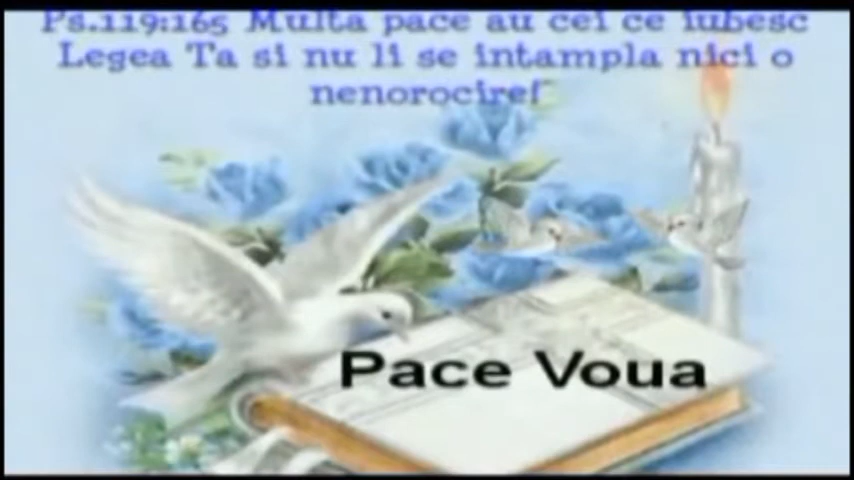 Ps.119:165 Multa pace au cei ce iubesc
Legea Ta si nu li se intampla nici o
nenorocire!
Pace Voua